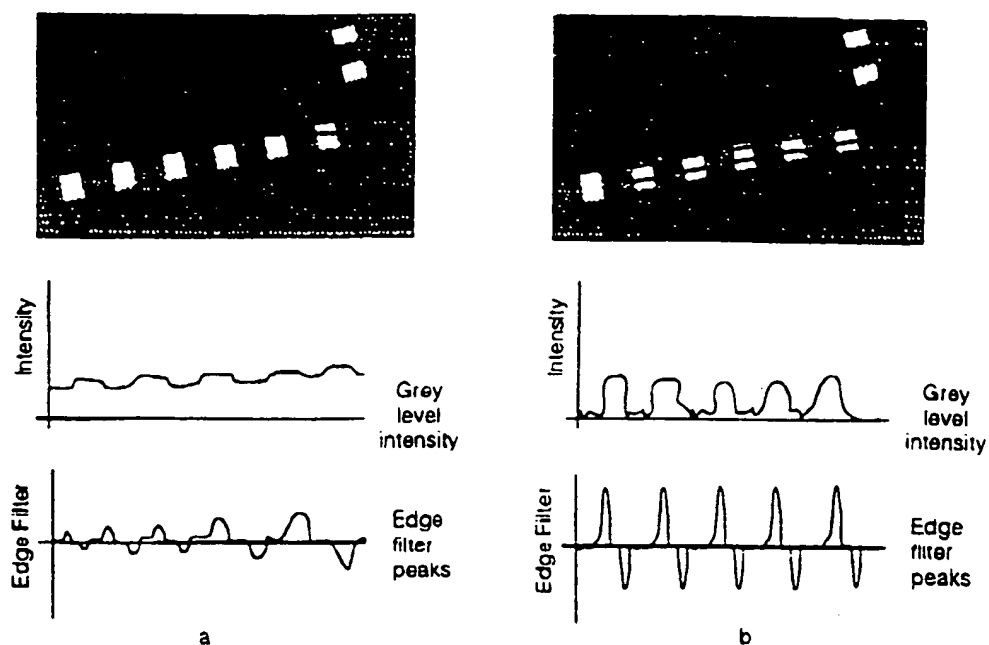 Intensity
Grey
level
intensity
Edge Filter
Edge
filter
peaks
a
Intensity
Grey
level
intensity
Edge Filter
Edge
filter
peaks
b